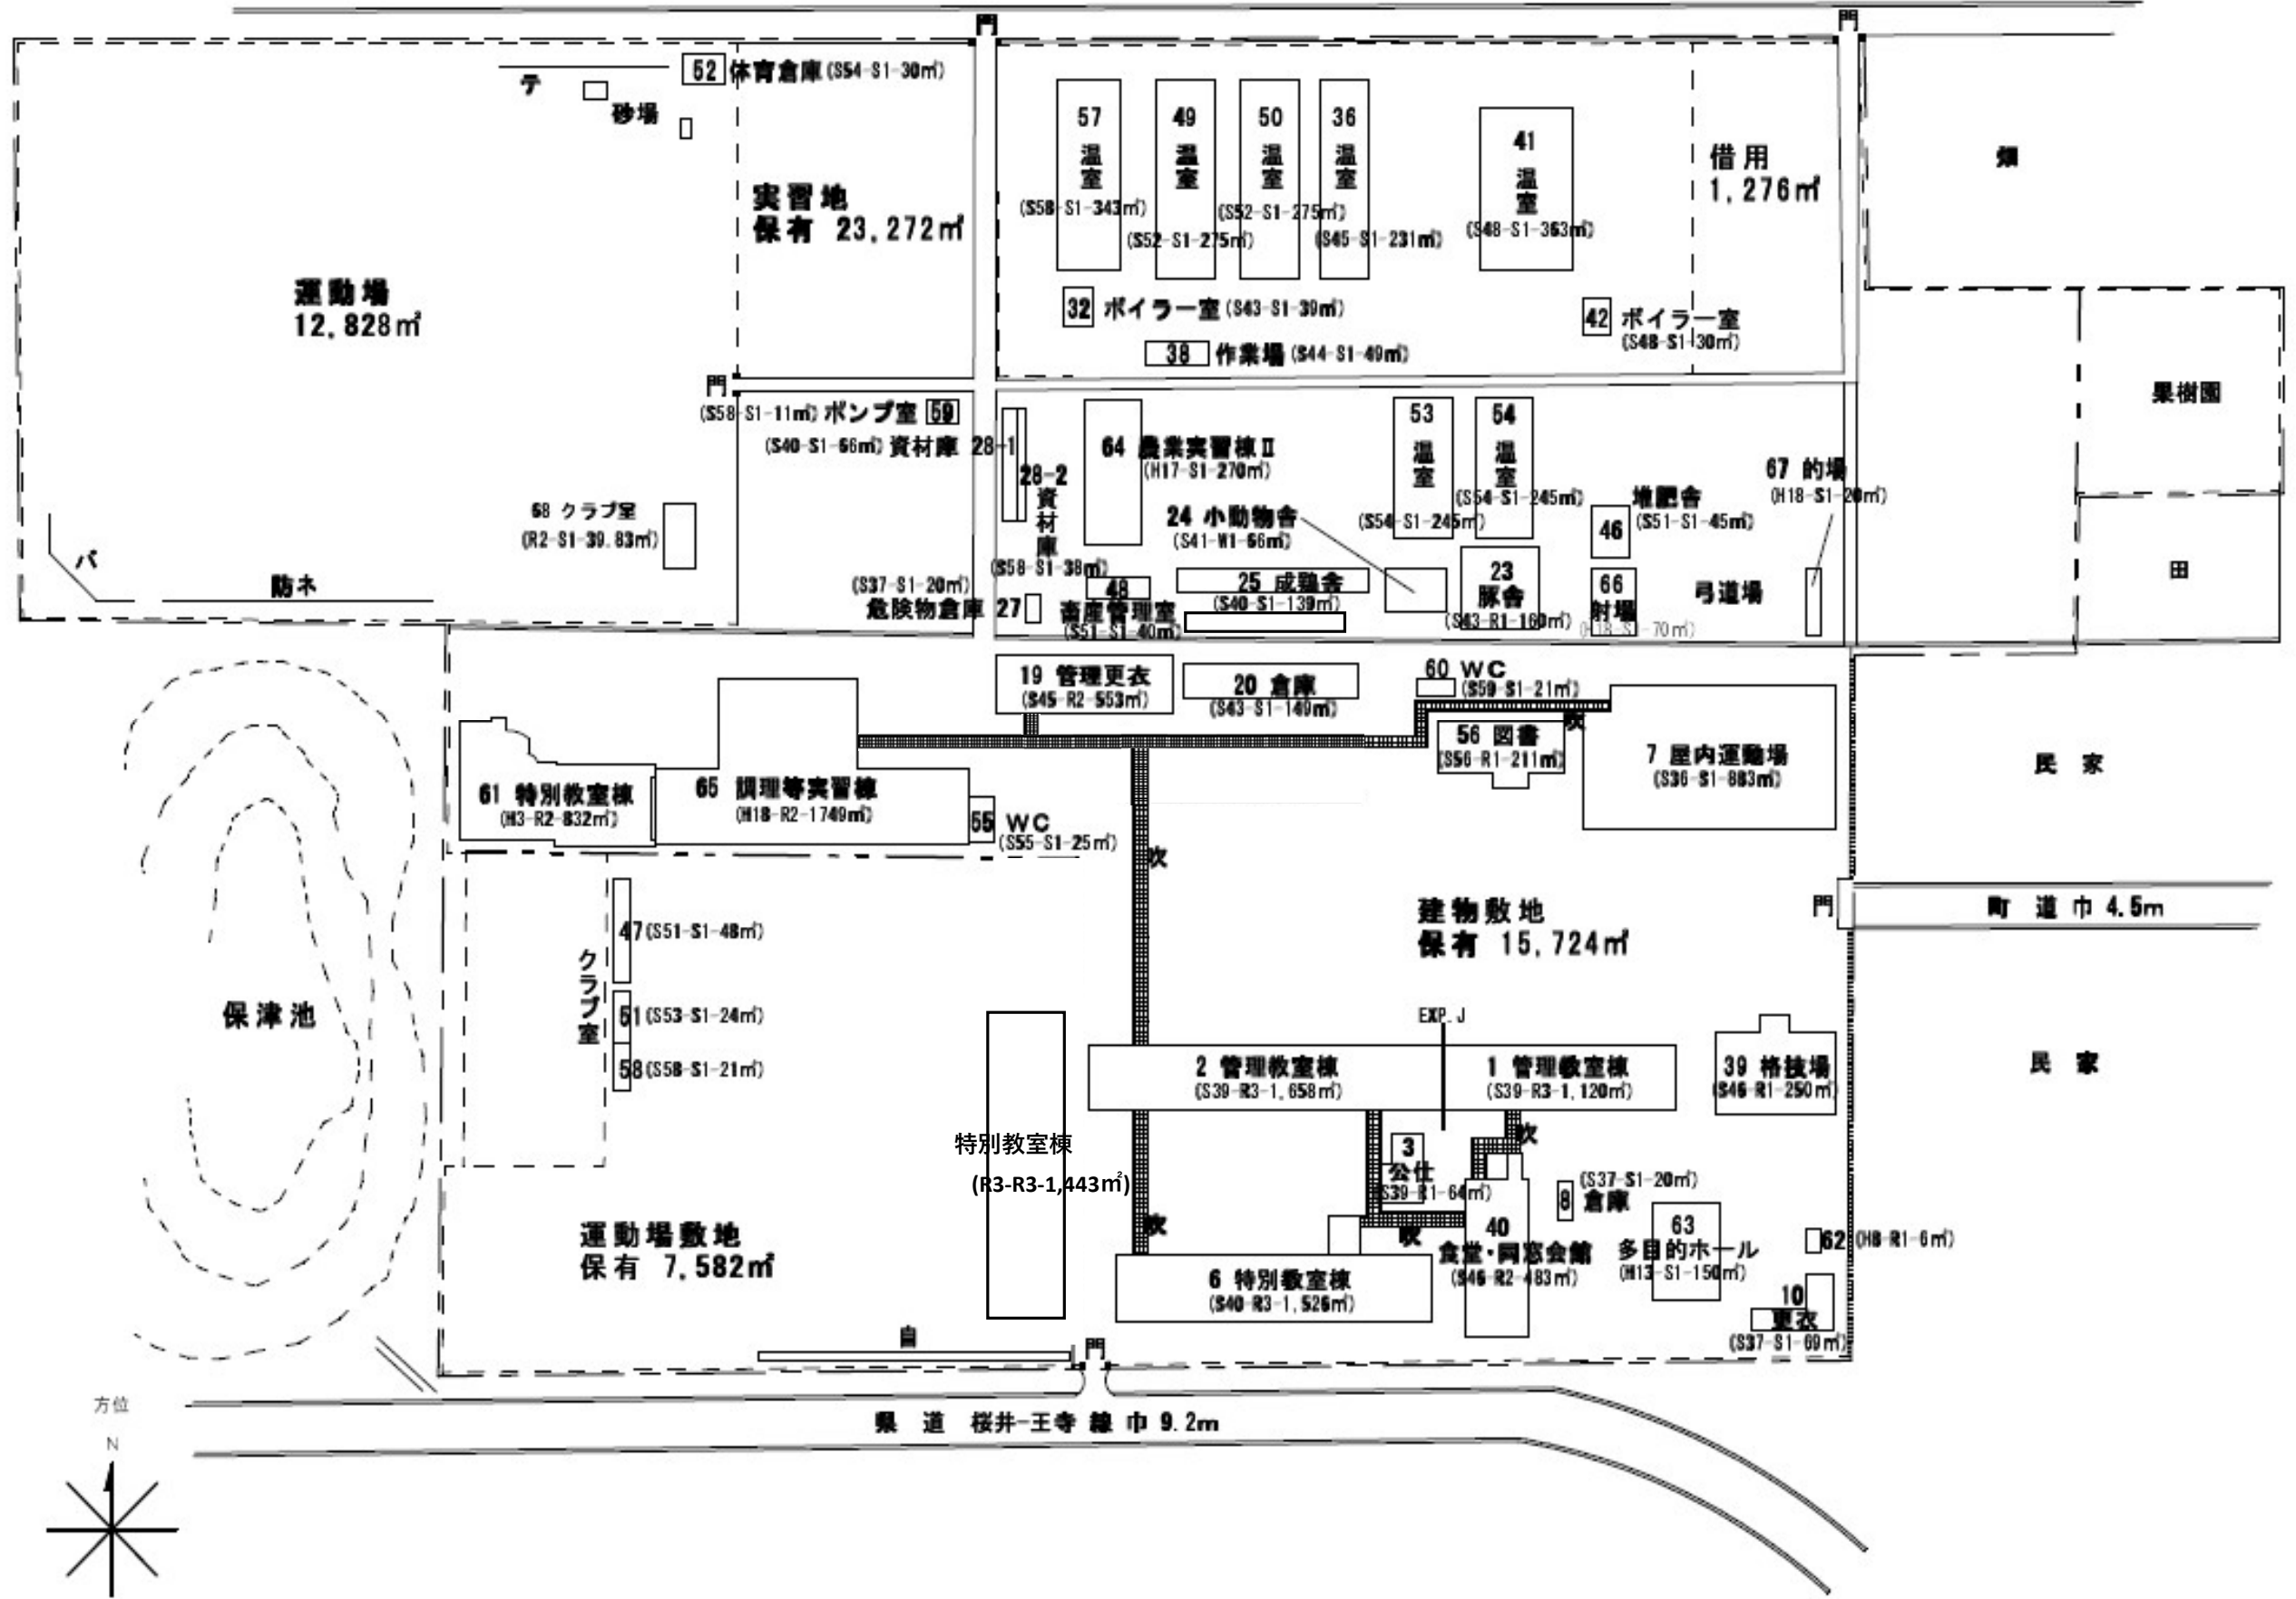 門
門
52 体育倉庫(S54-S1-30㎡)
テ
砂場
実習地
保有 23,272㎡
運動場
12,828㎡
57
温室
(S58-S1-343㎡)
49
温室
(S52-S1-275㎡)
50
温室
(S52-S1-275㎡)
36
温室
(S45-S1-231㎡)
41
温室
(S48-S1-363㎡)
借用
1,276㎡
畑
32 ボイラー室(S43-S1-39㎡)
42 ボイラー室
(S48-S1-30㎡)
38 作業場(S44-S1-49㎡)
門
(S58-S1-11㎡) ポンプ室 59
(S40-S1-66㎡) 資材庫 28-1
28-2
資材庫
(S58-S1-38㎡)
64 農業実習棟Ⅱ
(H17-S1-270㎡)
53
温室
(S54-S1-245㎡)
54
温室
(S54-S1-245㎡)
果樹園
67 的場
(H18-S1-20㎡)
堆肥舎
46 (S51-S1-45㎡)
68 クラブ室
(R2-S1-39.83㎡)
24 小動物舎
(S41-W1-66㎡)
バ
防ネ
(S37-S1-20㎡)
危険物倉庫 27
48
畜産管理室
(S51-S1-40㎡)
25 成鶏舎
(S40-S1-139㎡)
23
豚舎
(S43-R1-160㎡)
66
射場
(H18-S1-70㎡)
弓道場
田
19 管理更衣
(S45-R2-553㎡)
20 倉庫
(S43-S1-149㎡)
60 WC
(S59-S1-21㎡)
吹
56 図書
(S56-R1-211㎡)
7 屋内運動場
(S36-S1-883㎡)
民 家
61 特別教室棟
(H3-R2-832㎡)
65 調理等実習棟
(H18-R2-1749㎡)
55 WC
(S55-S1-25㎡)
吹
建物敷地
保有 15,724㎡
門
町 道 巾 4.5m
クラブ室
47(S51-S1-48㎡)
51(S53-S1-24㎡)
58(S58-S1-21㎡)
保津池
EXP.J
2 管理教室棟
(S39-R3-1,658㎡)
1 管理教室棟
(S39-R3-1,120㎡)
39 格技場
(S46-R1-250㎡)
民 家
特別教室棟
(R3-R3-1,443㎡)
3
公仕
(S39-R1-64㎡)
吹
吹
吹
8 倉庫
(S37-S1-20㎡)
40
食堂・同窓会館
(S46-R2-483㎡)
63
多目的ホール
(H13-S1-150㎡)
62 (H8-R1-6㎡)
運動場敷地
保有 7,582㎡
6 特別教室棟
(S40-R3-1,526㎡)
10
更衣
(S37-S1-69㎡)
自
門
県 道 桜井-王寺 線 巾 9.2m
方位
N